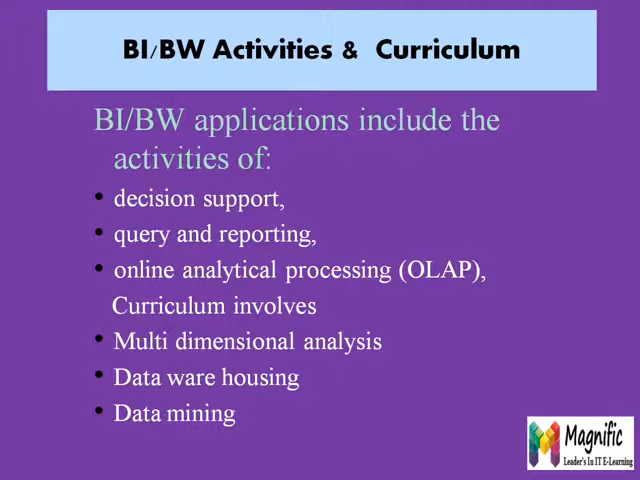 BI/BW Activities & Curriculum
BI/BW applications include the
activities of:
• decision support,
• query and reporting,
• online analytical processing (OLAP),
Curriculum involves
• Multi dimensional analysis
• Data ware housing
• Data mining
Magnific
Leader's In IT E-Learning